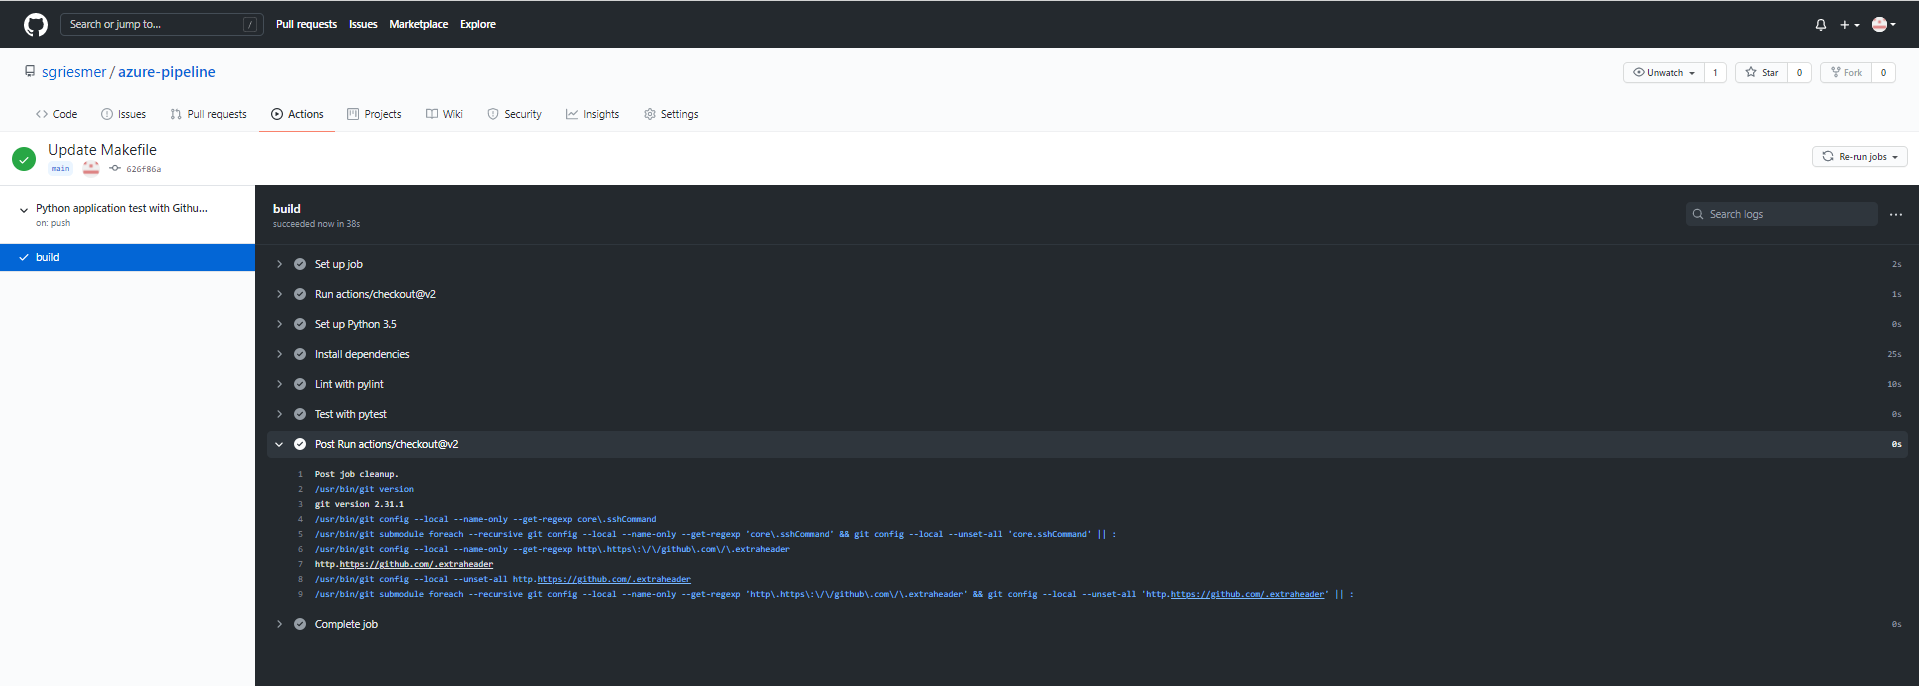 Search or jump to... / Pull requests Issues Marketplace Explore
sgriesmer / azure-pipeline Unwatch 1 Star 0 Fork 0
Code Issues Pull requests Actions Projects Wiki Security Insights Settings
Update Makefile
main 626f86a Re-run jobs
Python application test with Githu...
on: push
build
build
succeeded now in 38s
Search logs
Set up job 2s
Run actions/checkout@v2 1s
Set up Python 3.5 0s
Install dependencies 25s
Lint with pylint 10s
Test with pytest 0s
Post Run actions/checkout@v2 0s
1 Post job cleanup.
2 /usr/bin/git version
3 git version 2.31.1
4 /usr/bin/git config --local --name-only --get-regexp core\.sshCommand
5 /usr/bin/git submodule foreach --recursive git config --local --name-only --get-regexp 'core\.sshCommand' && git config --local --unset-all 'core.sshCommand' || :
6 /usr/bin/git config --local --name-only --get-regexp http\.https\:\/\/github\.com\/\.extraheader
7 http.https://github.com/.extraheader
8 /usr/bin/git config --local --unset-all http.https://github.com/.extraheader
9 /usr/bin/git submodule foreach --recursive git config --local --name-only --get-regexp 'http\.https\:\/\/github\.com\/\.extraheader' && git config --local --unset-all 'http.https://github.com/.extraheader' || :
Complete job 0s